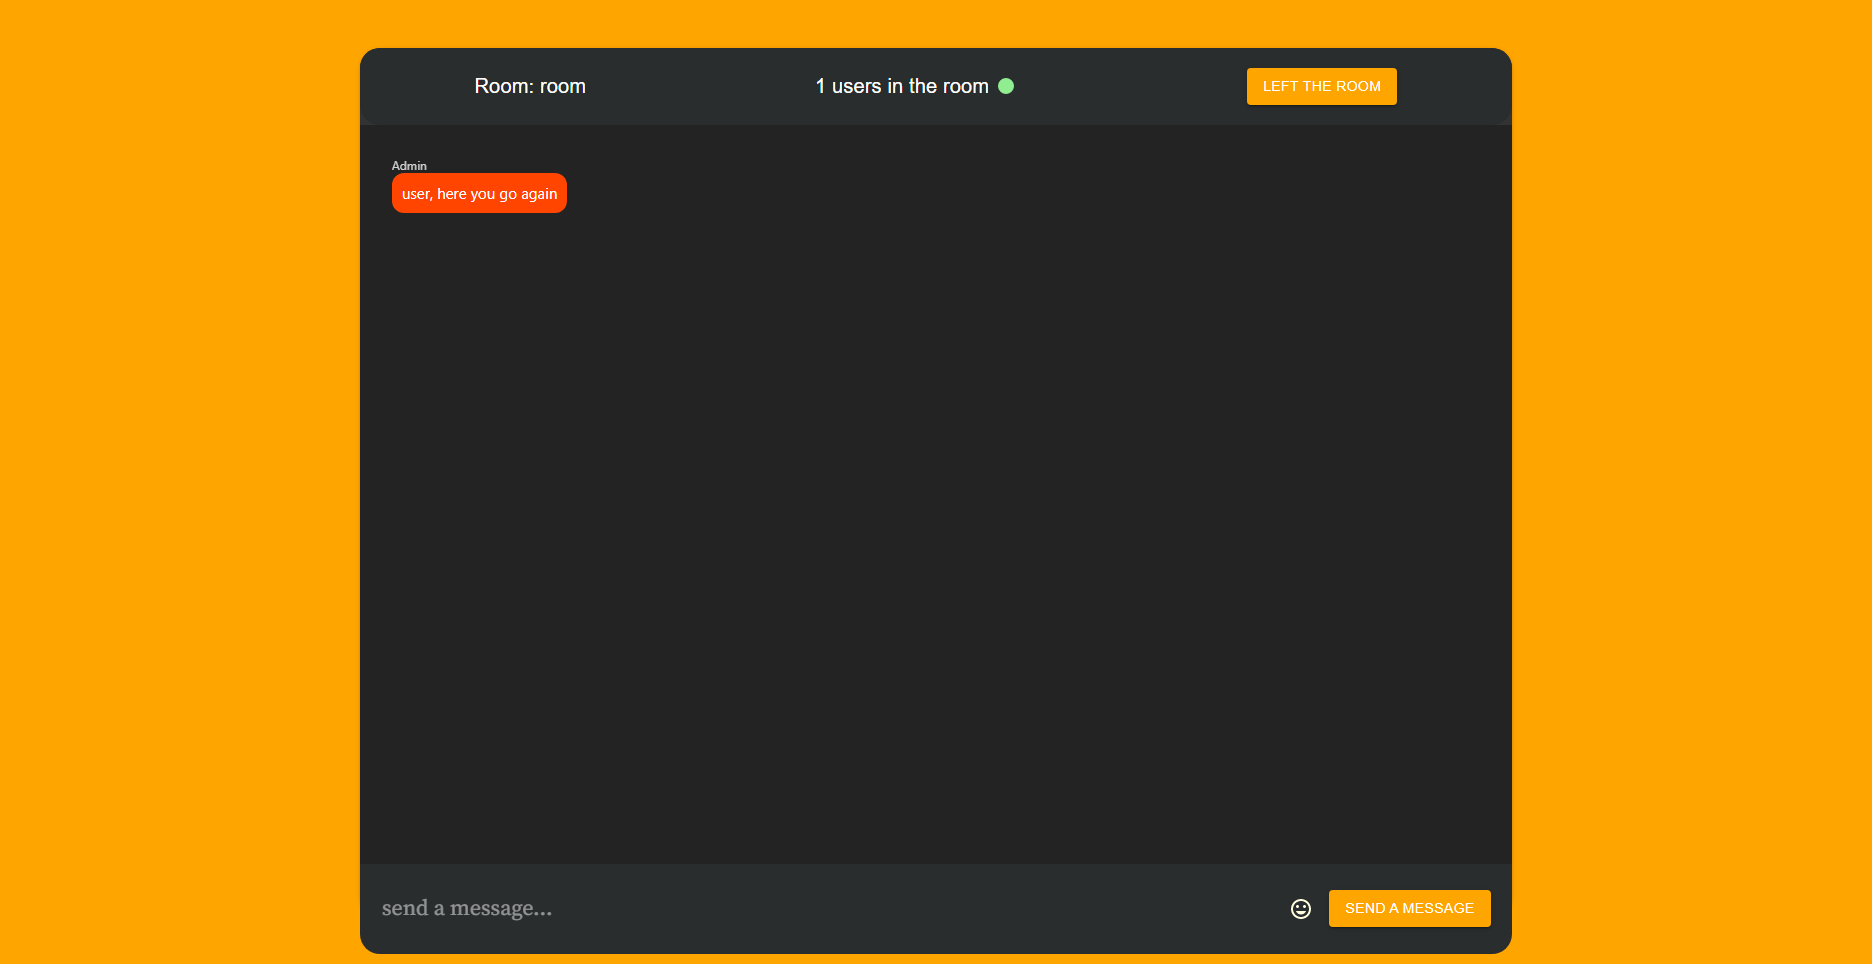 Room: room
1 users in the room
LEFT THE ROOM
Admin
user, here you go again
send a message...
SEND A MESSAGE